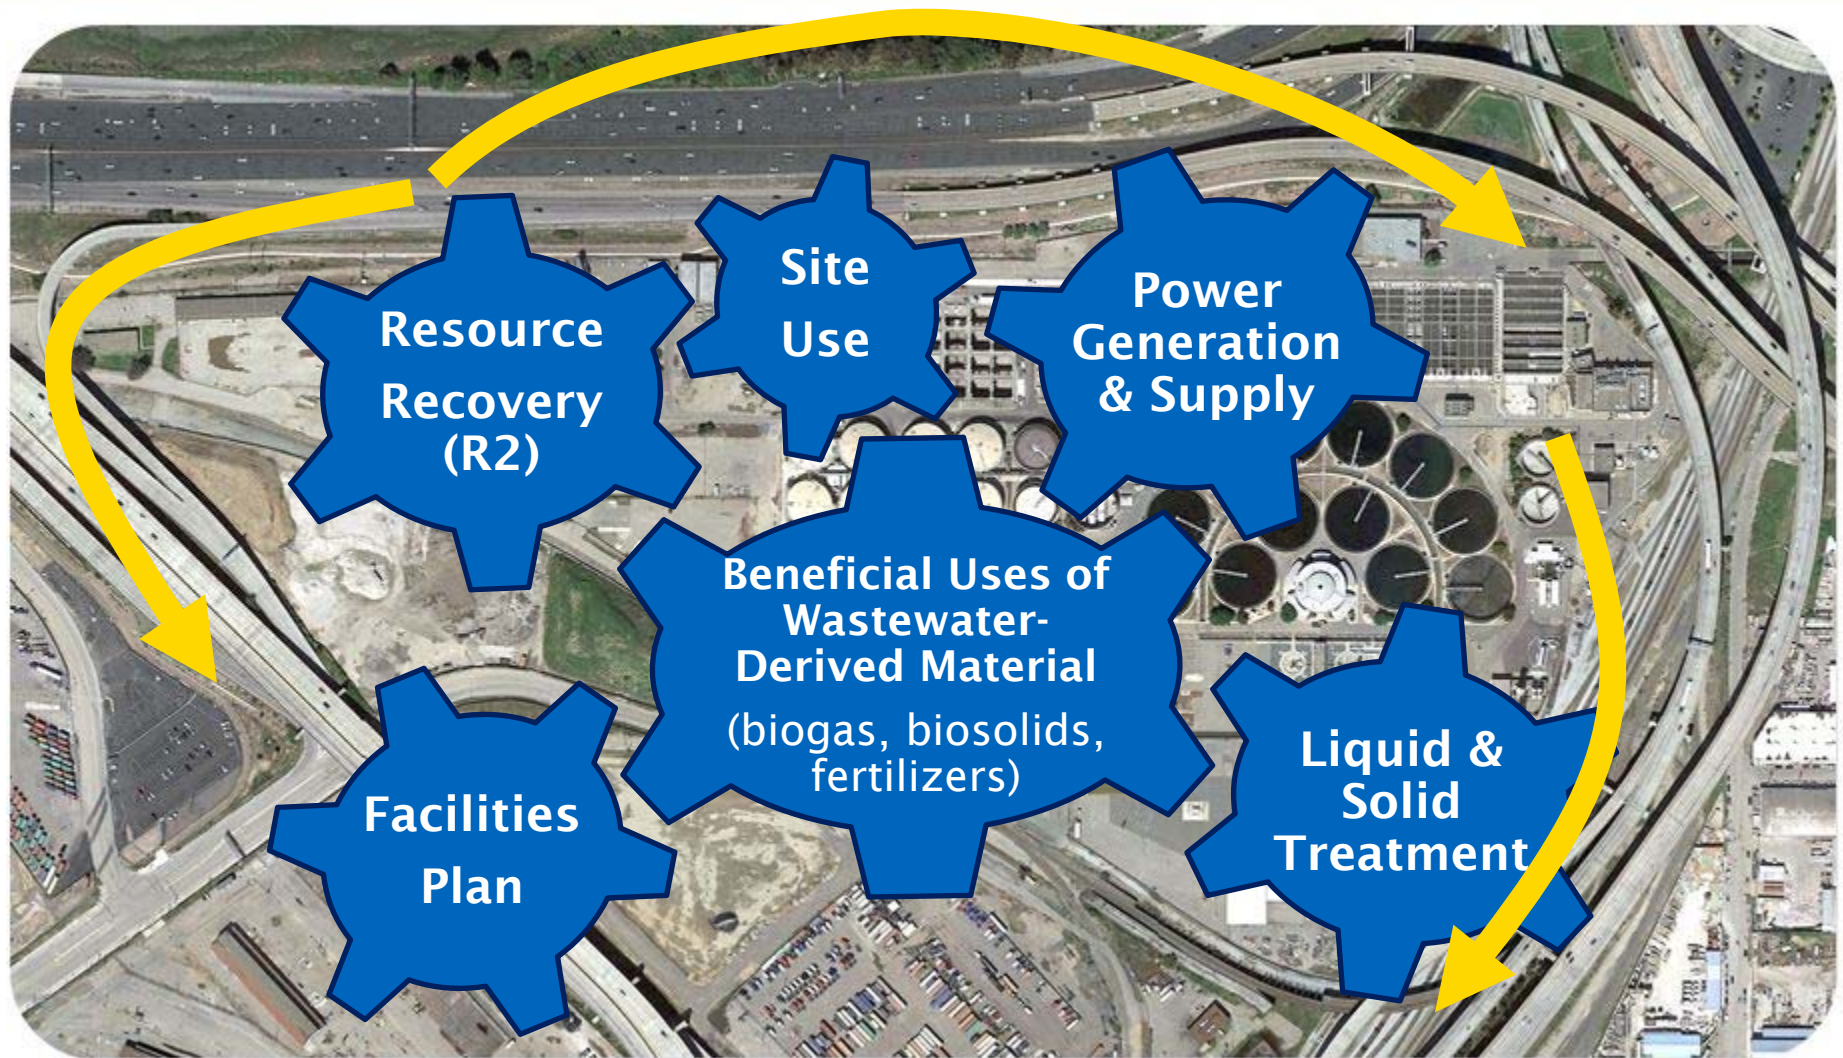 Resource
Recovery
(R2)
Site
Use
Power
Generation
& Supply
Beneficial Uses of
Wastewater-
Derived Material
(biogas, biosolids,
fertilizers)
Facilities
Plan
Liquid &
Solid
Treatment